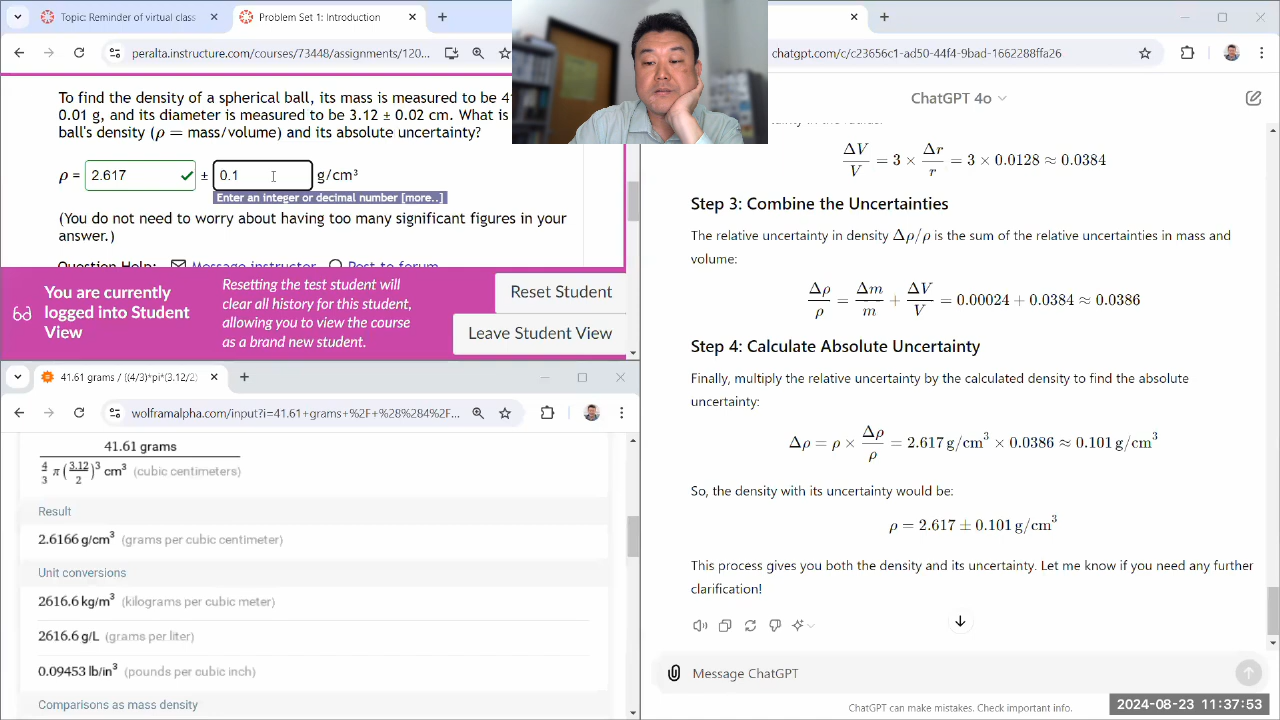 Topic: Reminder of virtual class
Problem Set 1: Introduction
peralta.instructure.com/courses/73448/assignments/120...
To find the density of a spherical ball, its mass is measured to be 4
0.01 g, and its diameter is measured to be 3.12 ± 0.02 cm. What is
ball's density (ρ = mass/volume) and its absolute uncertainty?
ρ = 2.617 ± 0.1 g/cm³
Enter an integer or decimal number [more..]
(You do not need to worry about having too many significant figures in your
answer.)
Question Help: Message instructor Post to forum
You are currently
logged into Student
View
Resetting the test student will
clear all history for this student,
allowing you to view the course
as a brand new student.
Reset Student
Leave Student View
41.61 grams / ((4/3)*pi*(3.12/2)
wolframalpha.com/input?i=41.61+grams+%2F+%28%284%2F...
41.61 grams
4/3 π (3.12/2)³ cm³ (cubic centimeters)
Result
2.6166 g/cm³ (grams per cubic centimeter)
Unit conversions
2616.6 kg/m³ (kilograms per cubic meter)
2616.6 g/L (grams per liter)
0.09453 lb/in³ (pounds per cubic inch)
Comparisons as mass density
chatgpt.com/c/c23656c1-ad50-44f4-9bad-1662288ffa26
ChatGPT 4o
ΔV/V = 3 × Δr/r = 3 × 0.0128 ≈ 0.0384
Step 3: Combine the Uncertainties
The relative uncertainty in density Δρ/ρ is the sum of the relative uncertainties in mass and
volume:
Δρ/ρ = Δm/m + ΔV/V = 0.00024 + 0.0384 ≈ 0.0386
Step 4: Calculate Absolute Uncertainty
Finally, multiply the relative uncertainty by the calculated density to find the absolute
uncertainty:
Δρ = ρ × Δρ/ρ = 2.617 g/cm³ × 0.0386 ≈ 0.101 g/cm³
So, the density with its uncertainty would be:
ρ = 2.617 ± 0.101 g/cm³
This process gives you both the density and its uncertainty. Let me know if you need any further
clarification!
Message ChatGPT
ChatGPT can make mistakes. Check important info.
2024-08-23 11:37:53